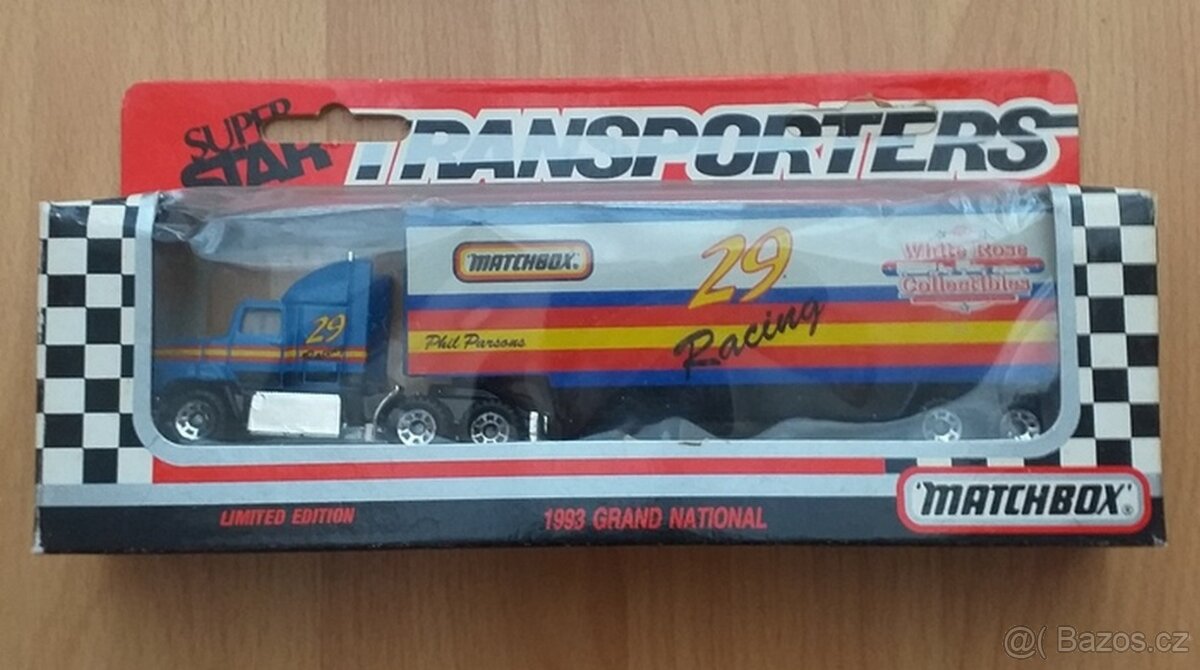 SUPER
STAR
TRANSPORTERS
'MATCHBOX'
29
White Rose
Collectibles
Phil Parsons
Racing
29
LIMITED EDITION
1993 GRAND NATIONAL
'MATCHBOX'®
@( Bazos.cz